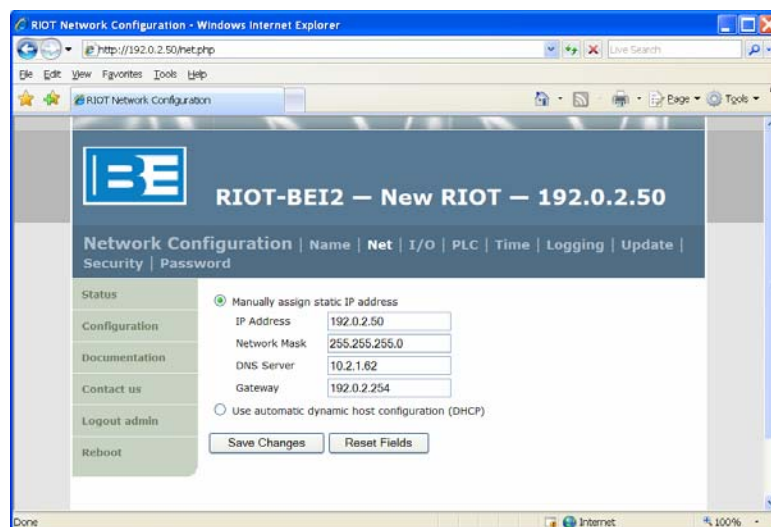 RIOT Network Configuration - Windows Internet Explorer
http://192.0.2.50/net.php
Live Search
File Edit View Favorites Tools Help
RIOT Network Configuration
Page Tools
BE
RIOT-BEI2 — New RIOT — 192.0.2.50
Network Configuration | Name | Net | I/O | PLC | Time | Logging | Update |
Security | Password
Status
Configuration
Documentation
Contact us
Logout admin
Reboot
Manually assign static IP address
IP Address 192.0.2.50
Network Mask 255.255.255.0
DNS Server 10.2.1.62
Gateway 192.0.2.254
Use automatic dynamic host configuration (DHCP)
Save Changes Reset Fields
Done Internet 100%